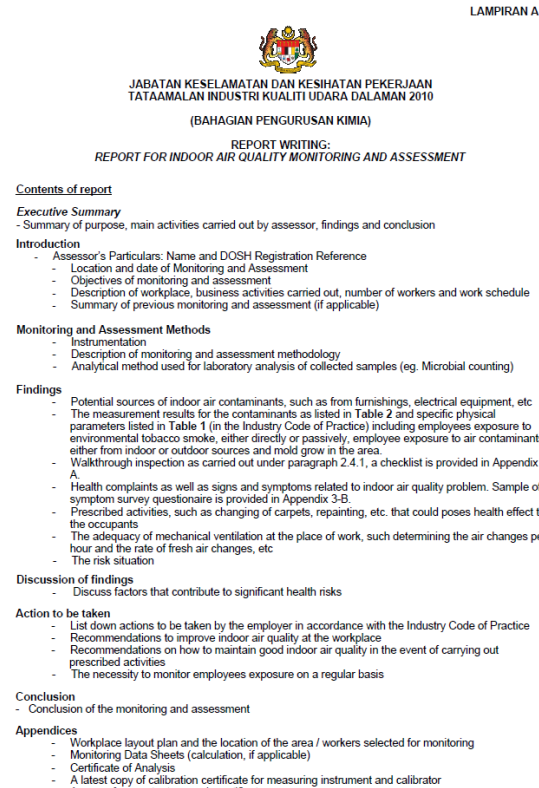 LAMPIRAN A
JABATAN KESELAMATAN DAN KESIHATAN PEKERJAAN
TATAAMALAN INDUSTRI KUALITI UDARA DALAMAN 2010
(BAHAGIAN PENGURUSAN KIMIA)
REPORT WRITING:
REPORT FOR INDOOR AIR QUALITY MONITORING AND ASSESSMENT
Contents of report
Executive Summary
- Summary of purpose, main activities carried out by assessor, findings and conclusion
Introduction
- Assessor's Particulars: Name and DOSH Registration Reference
- Location and date of Monitoring and Assessment
- Objectives of monitoring and assessment
- Description of workplace, business activities carried out, number of workers and work schedule
- Summary of previous monitoring and assessment (if applicable)
Monitoring and Assessment Methods
- Instrumentation
- Description of monitoring and assessment methodology
- Analytical method used for laboratory analysis of collected samples (eg. Microbial counting)
Findings
- Potential sources of indoor air contaminants, such as from furnishings, electrical equipment, etc
- The measurement results for the contaminants as listed in Table 2 and specific physical
parameters listed in Table 1 (in the Industry Code of Practice) including employees exposure to
environmental tobacco smoke, either directly or passively, employee exposure to air contaminant
either from indoor or outdoor sources and mold grow in the area.
- Walkthrough inspection as carried out under paragraph 2.4.1, a checklist is provided in Appendix
A.
- Health complaints as well as signs and symptoms related to indoor air quality problem. Sample o
symptom survey questionaire is provided in Appendix 3-B.
- Prescribed activities, such as changing of carpets, repainting, etc. that could poses health effect t
the occupants
- The adequacy of mechanical ventilation at the place of work, such determining the air changes pe
hour and the rate of fresh air changes, etc
- The risk situation
Discussion of findings
- Discuss factors that contribute to significant health risks
Action to be taken
- List down actions to be taken by the employer in accordance with the Industry Code of Practice
- Recommendations to improve indoor air quality at the workplace
- Recommendations on how to maintain good indoor air quality in the event of carrying out
prescribed activities
- The necessity to monitor employees exposure on a regular basis
Conclusion
- Conclusion of the monitoring and assessment
Appendices
- Workplace layout plan and the location of the area / workers selected for monitoring
- Monitoring Data Sheets (calculation, if applicable)
- Certificate of Analysis
- A latest copy of calibration certificate for measuring instrument and calibrator